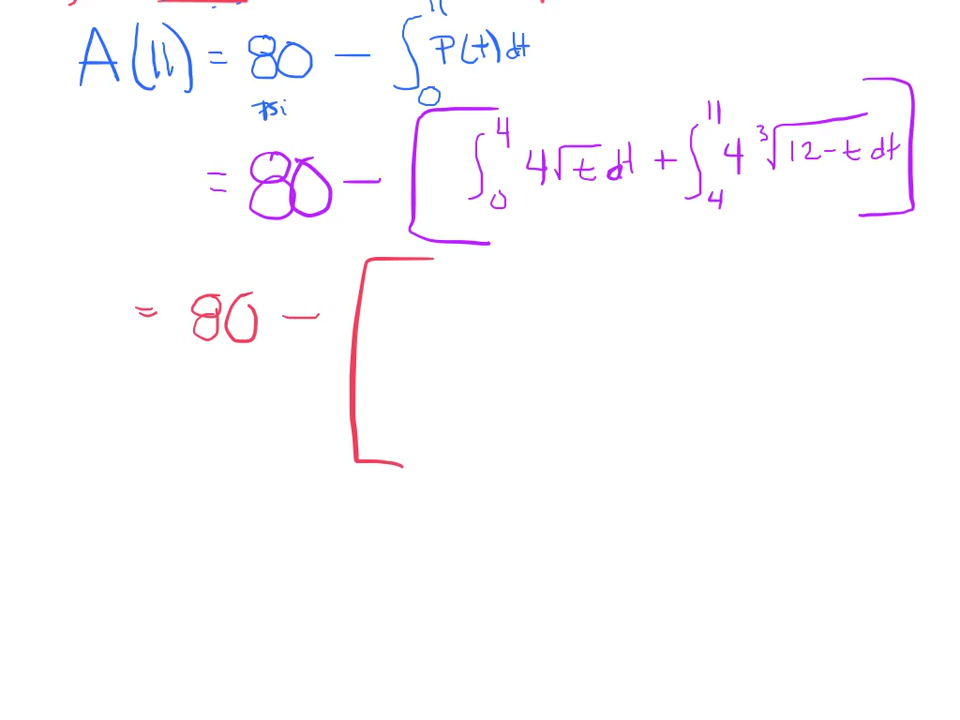 A(11) = 80 - ∫₀¹¹ P(t)dt
psi
= 80 - [ ∫₀⁴ 4√t dt + ∫₄¹¹ 4 ∛(12-t) dt ]
= 80 - [